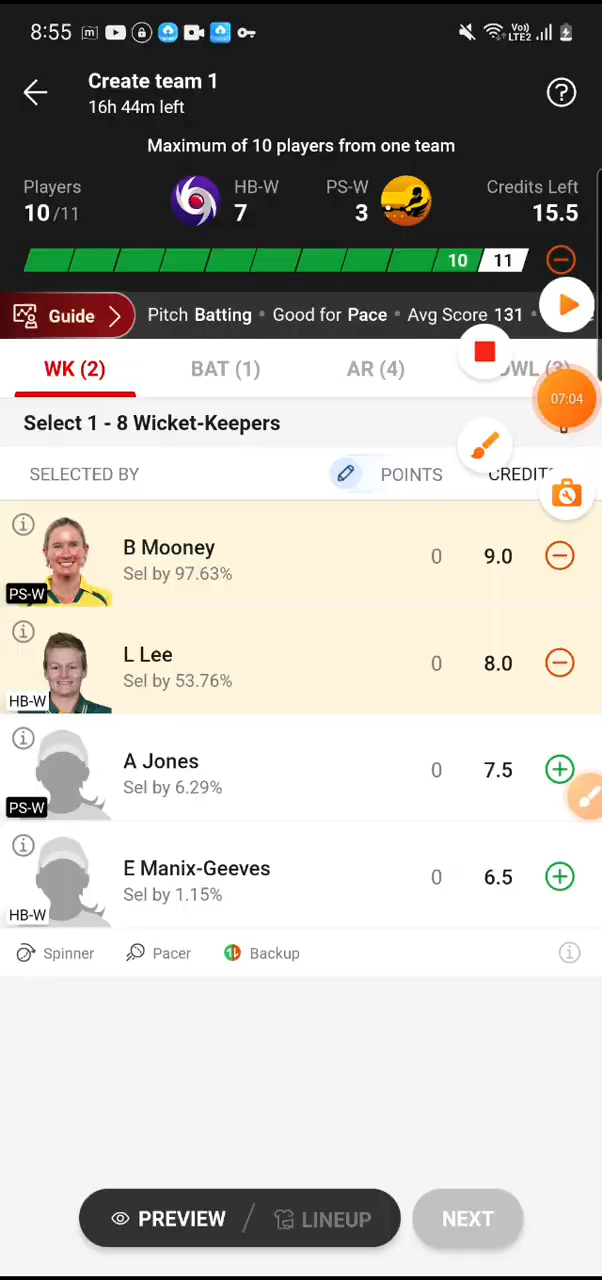 8:55
Vo))
LTE2
Create team 1
16h 44m left
Maximum of 10 players from one team
Players
10/11
HB-W
7
PS-W
3
Credits Left
15.5
10
11
Guide
Pitch Batting • Good for Pace • Avg Score 131 •
WK (2)
BAT (1)
AR (4)
07:04
Select 1 - 8 Wicket-Keepers
SELECTED BY
POINTS
CREDITS
B Mooney
Sel by 97.63%
0
9.0
PS-W
L Lee
Sel by 53.76%
0
8.0
HB-W
A Jones
Sel by 6.29%
0
7.5
PS-W
E Manix-Geeves
Sel by 1.15%
0
6.5
HB-W
Spinner
Pacer
Backup
PREVIEW
LINEUP
NEXT